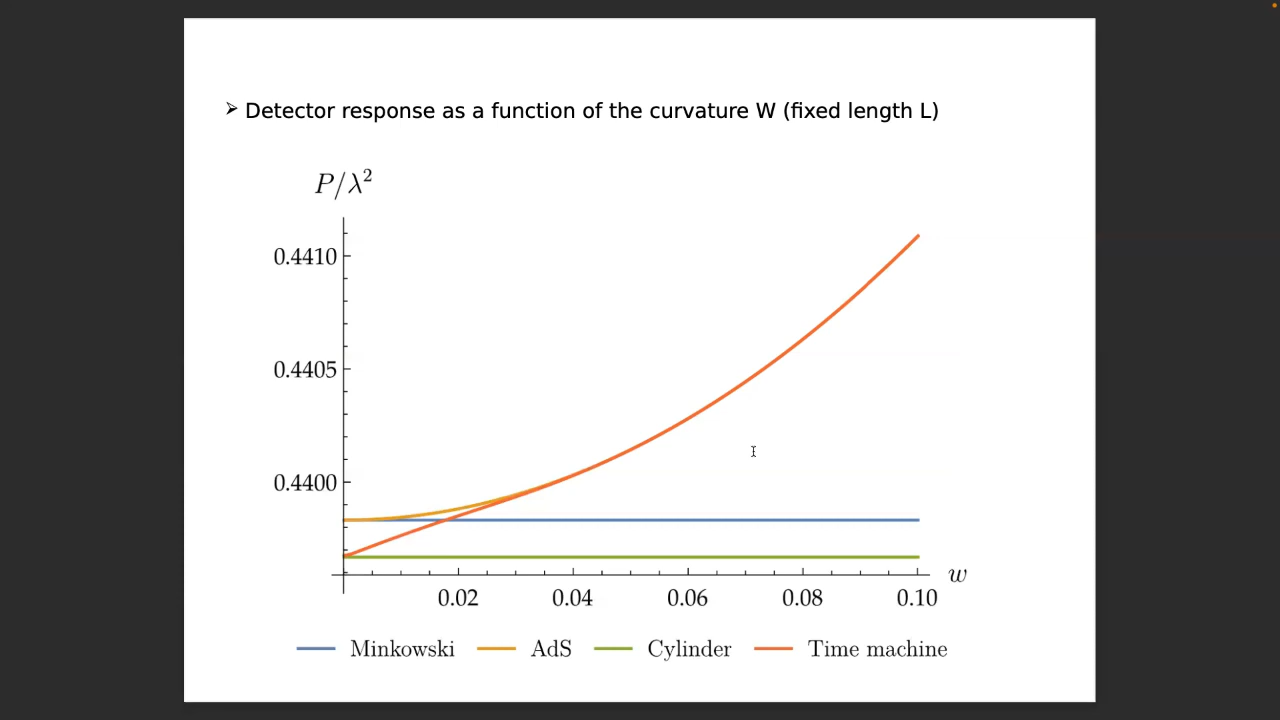 ➢ Detector response as a function of the curvature W (fixed length L)
P/λ²
0.4410
0.4405
0.4400
w
0.02 0.04 0.06 0.08 0.10
Minkowski AdS Cylinder Time machine